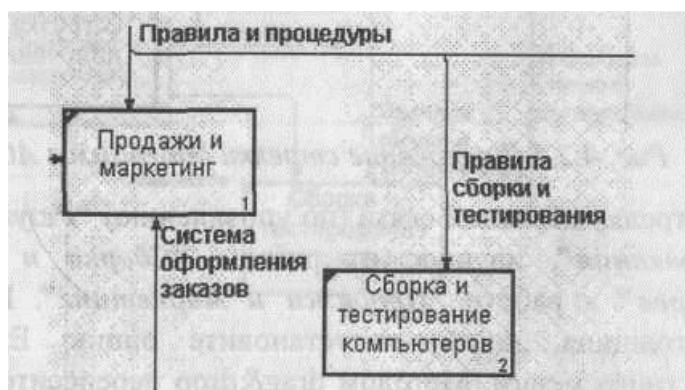 Правила и процедуры
Продажи и
маркетинг
1
Правила
сборки и
тестирования
Система
оформления
заказов
Сборка и
тестирование
компьютеров
2